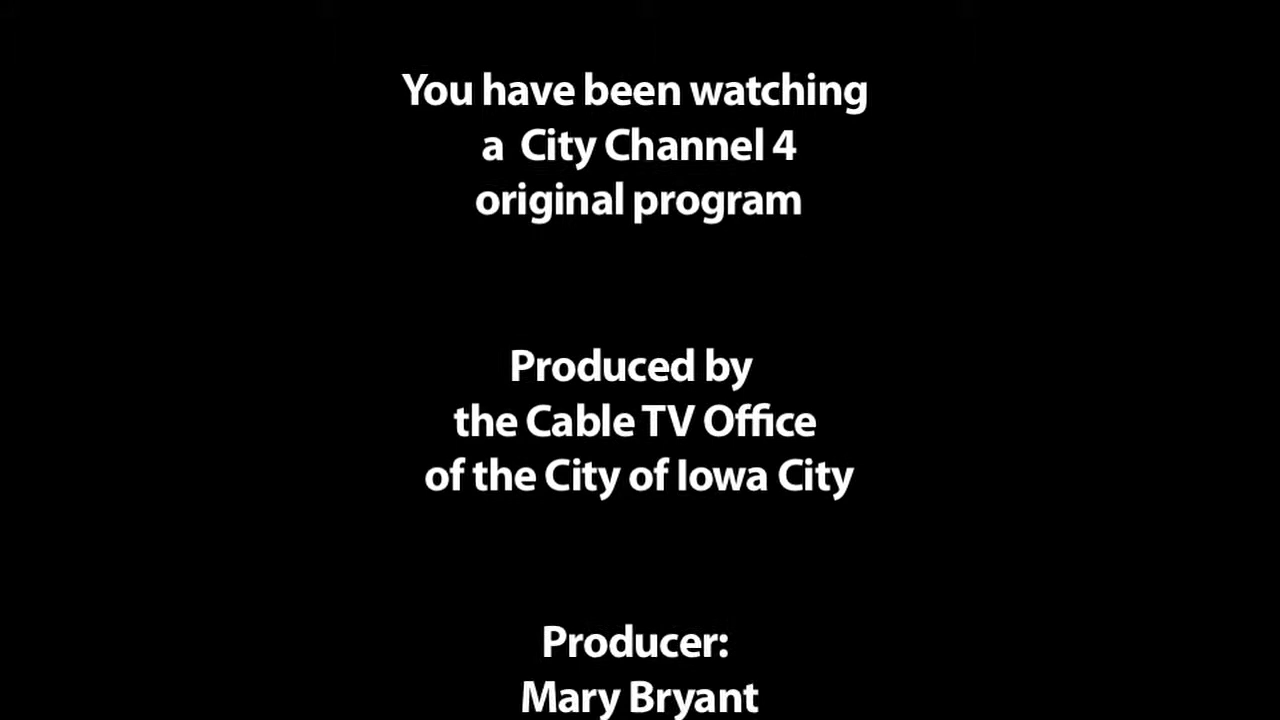 You have been watching
a City Channel 4
original program
Produced by
the Cable TV Office
of the City of Iowa City
Producer:
Mary Bryant